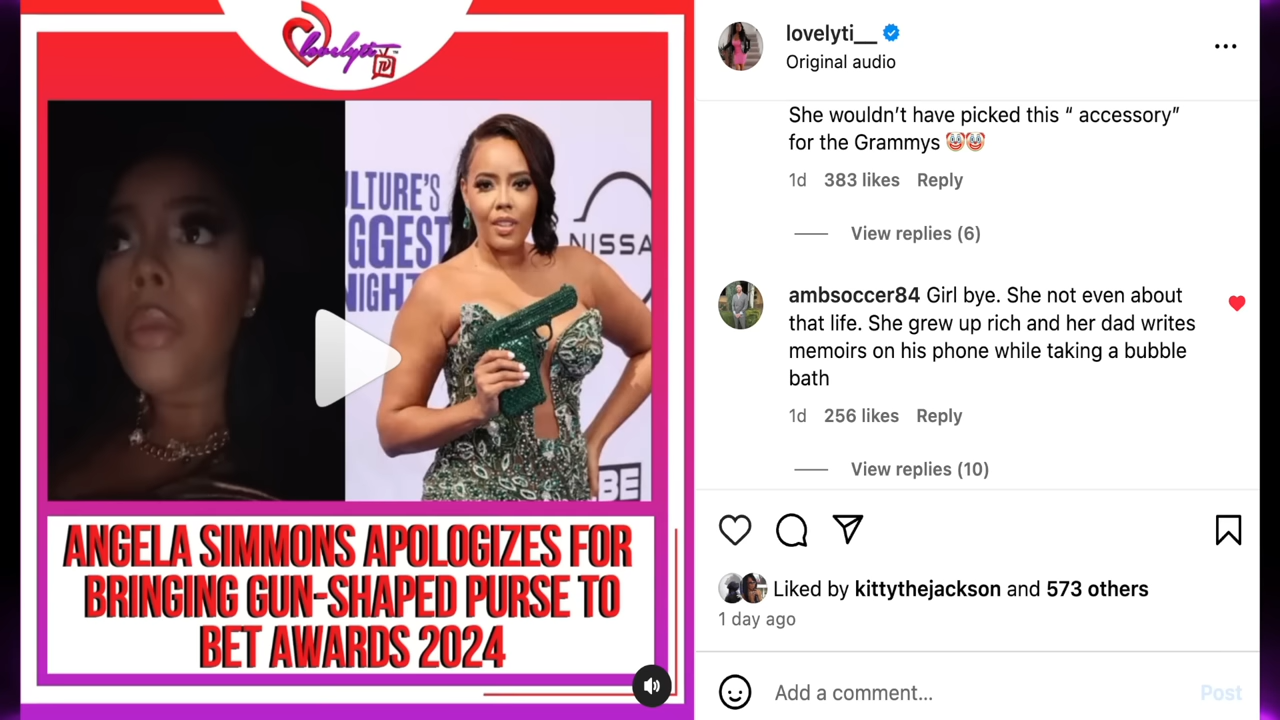 lovelyti TV
ULTURE'S
GGEST
NIGHT
NISSA
BE
ANGELA SIMMONS APOLOGIZES FOR
BRINGING GUN-SHAPED PURSE TO
BET AWARDS 2024
lovelyti__
Original audio
She wouldn't have picked this “ accessory”
for the Grammys 🤡🤡
1d 383 likes Reply
View replies (6)
ambsoccer84 Girl bye. She not even about
that life. She grew up rich and her dad writes
memoirs on his phone while taking a bubble
bath
1d 256 likes Reply
View replies (10)
Liked by kittythejackson and 573 others
1 day ago
Add a comment...
Post